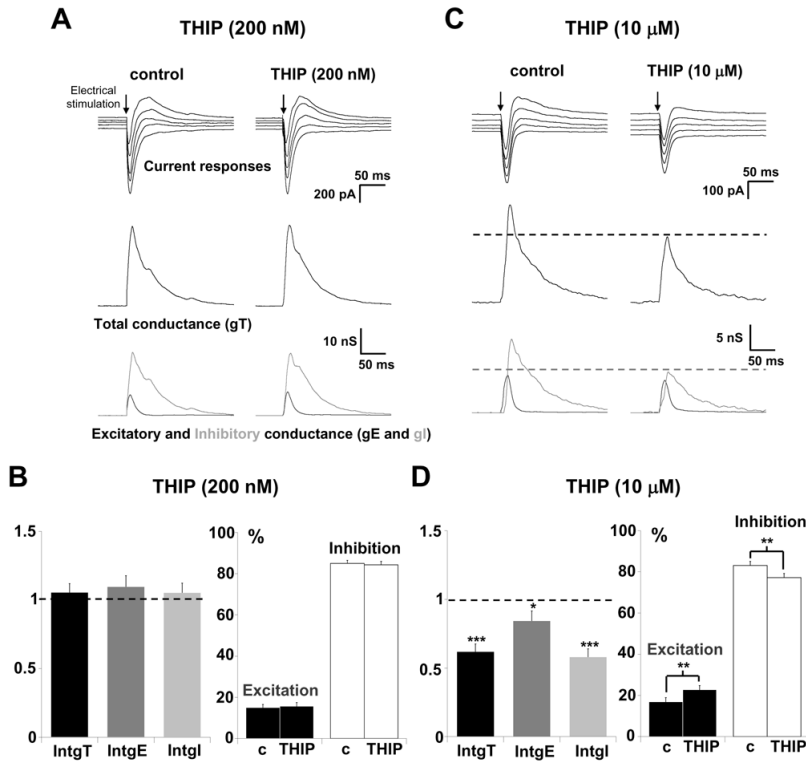 A
THIP (200 nM)
control
THIP (200 nM)
Electrical
stimulation
Current responses
50 ms
200 pA
Total conductance (gT)
10 nS
50 ms
Excitatory and Inhibitory conductance (gE and gI)
C
THIP (10 µM)
control
THIP (10 µM)
50 ms
100 pA
5 nS
50 ms
B
THIP (200 nM)
1.5
1
0.5
0
IntgT
IntgE
IntgI
100
80
60
40
20
0
%
Inhibition
Excitation
c
THIP
c
THIP
D
THIP (10 µM)
1.5
1
0.5
0
***
*
***
IntgT
IntgE
IntgI
100
80
60
40
20
0
%
Inhibition
**
Excitation
**
c
THIP
c
THIP